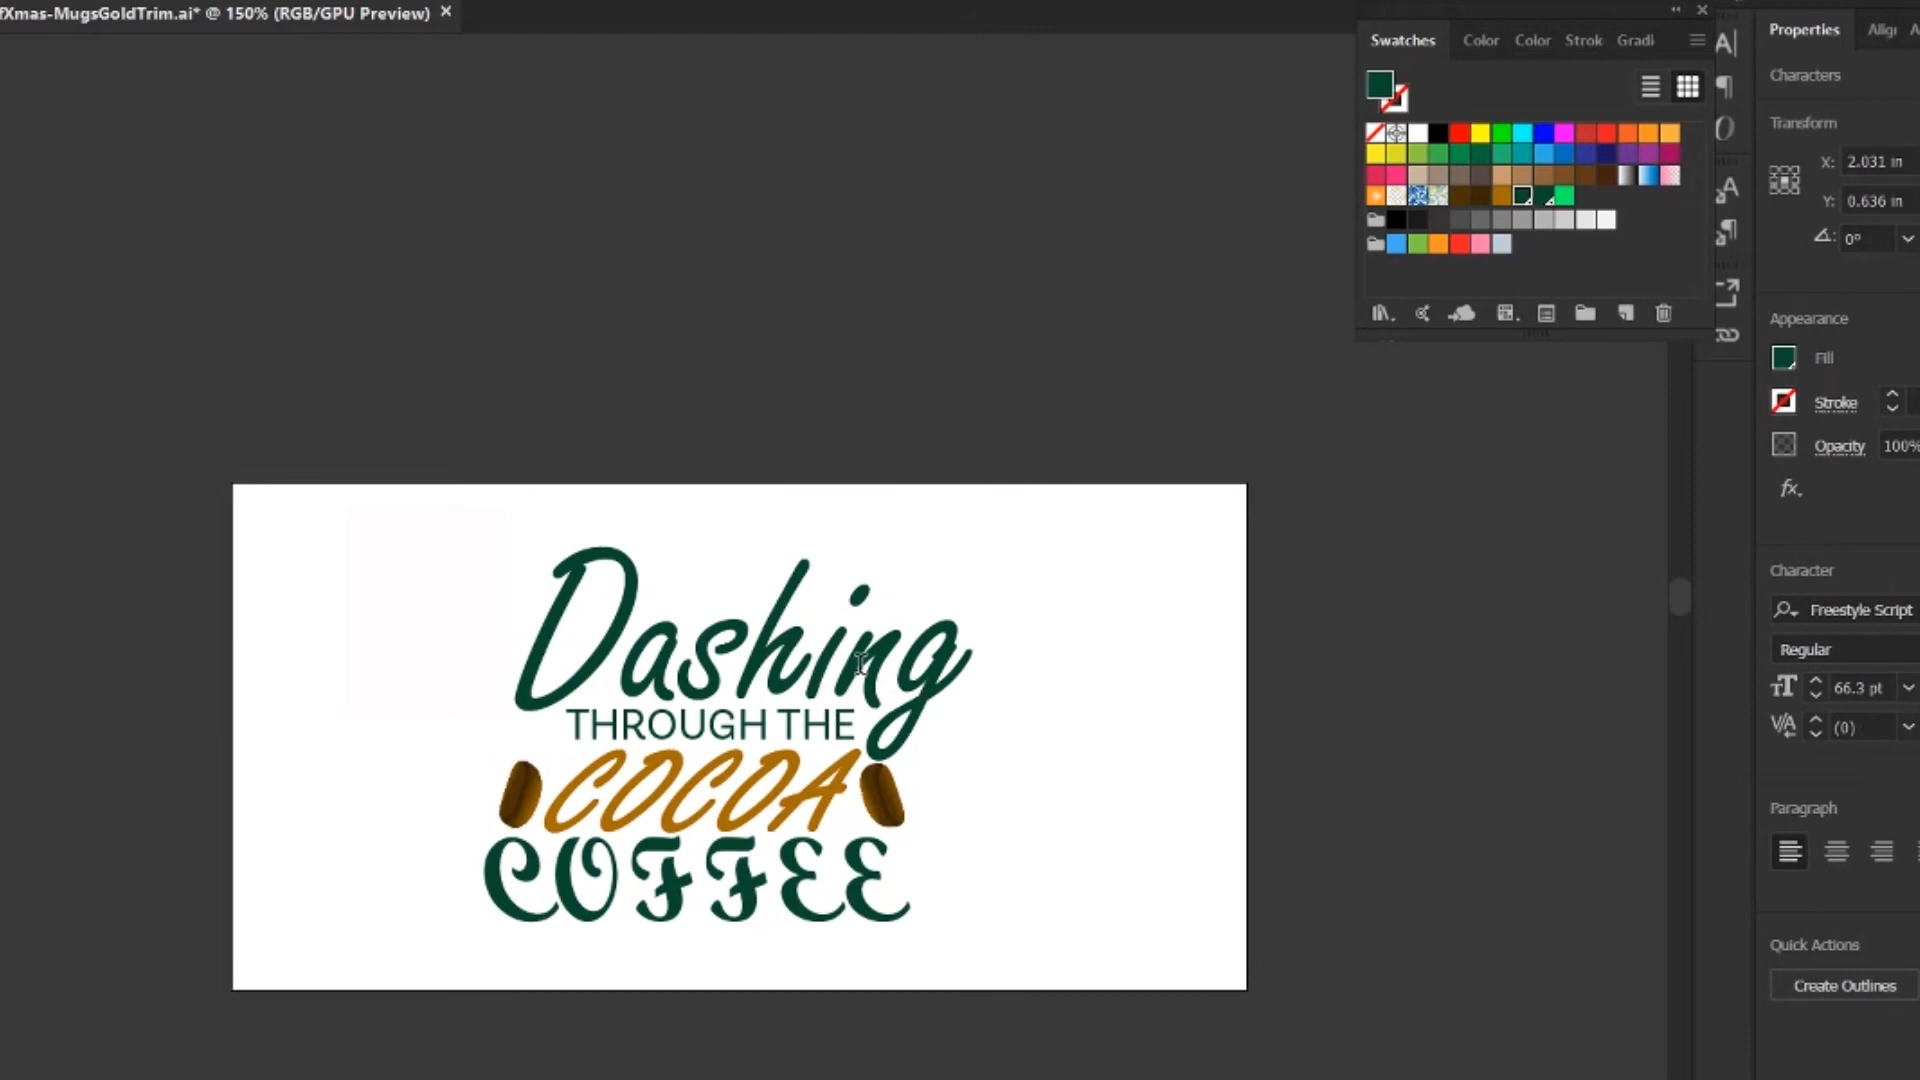 fXmas-MugsGoldTrim.ai* @ 150% (RGB/GPU Preview) ×
Swatches Color Color Strok Gradi
Properties Aligı A
Characters
Transform
X: 2.031 in
Y: 0.636 in
0°
Appearance
Fill
Stroke
Opacity 100%
fx.
Character
Freestyle Script
Regular
66.3 pt
(0)
Paragraph
Quick Actions
Create Outlines
Dashing
THROUGH THE
COCOA
COFFEE